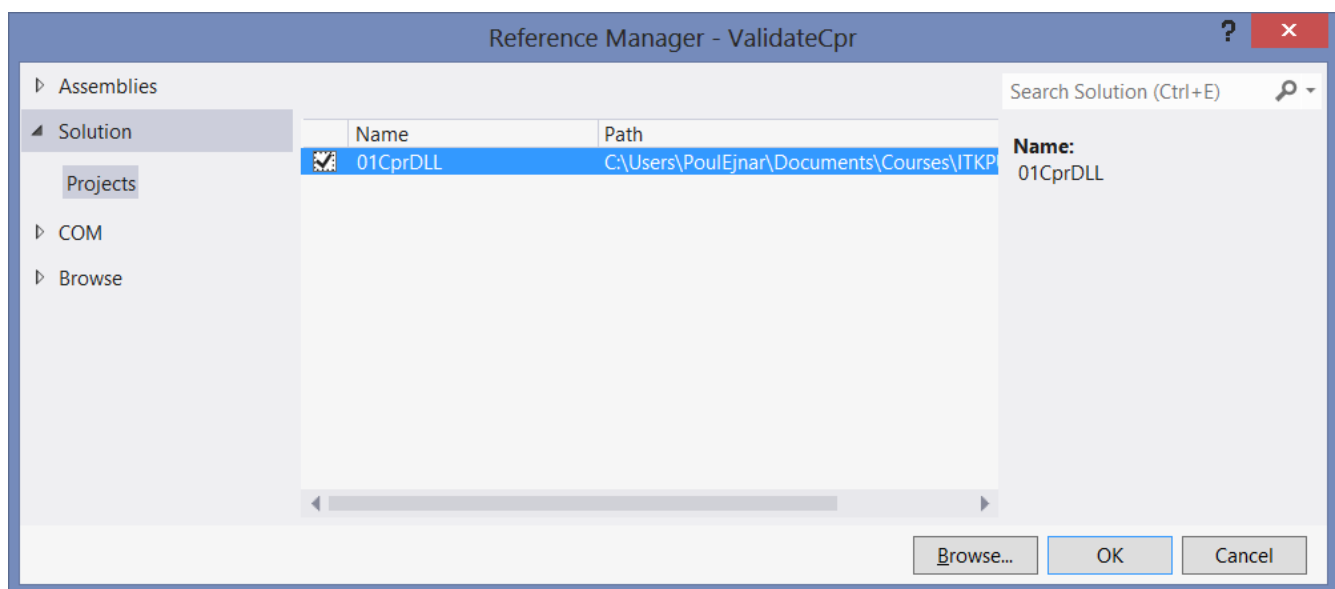 Reference Manager - ValidateCpr ? ×
Assemblies
Solution
Projects
COM
Browse
Name Path
01CprDLL C:\Users\PoulEjnar\Documents\Courses\ITKP
Search Solution (Ctrl+E)
Name:
01CprDLL
Browse... OK Cancel